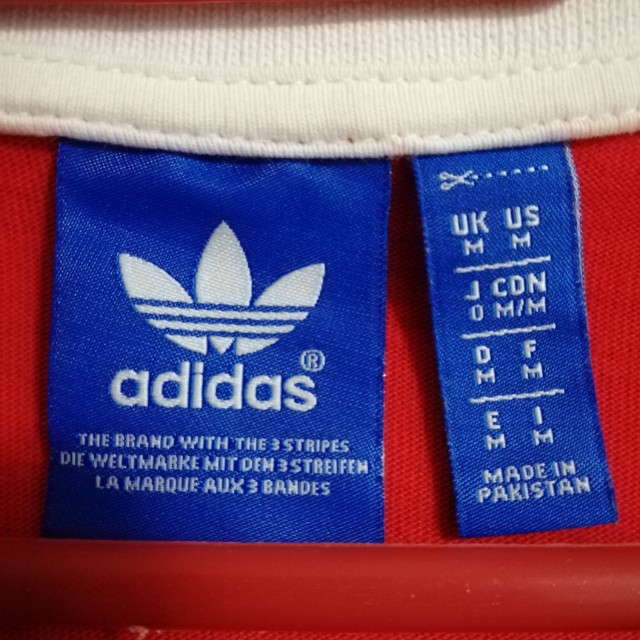 adidas®
THE BRAND WITH THE 3 STRIPES
DIE WELTMARKE MIT DEN 3 STREIFEN
LA MARQUE AUX 3 BANDES
UK US
M M
J CDN
O M/M
D F
M M
E I
M M
MADE IN
PAKISTAN